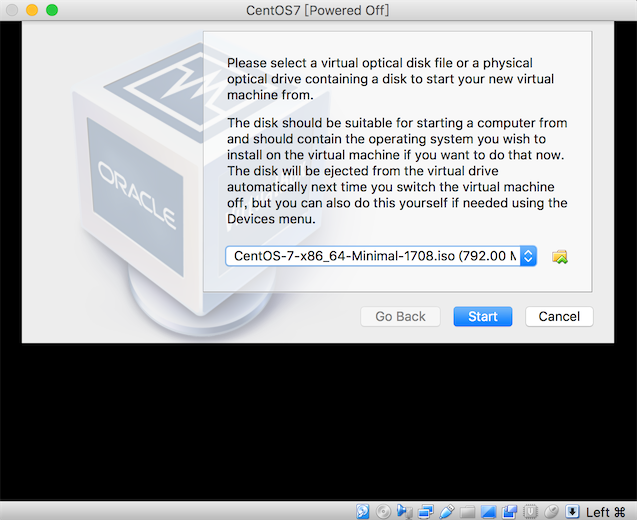 CentOS7 [Powered Off]
Please select a virtual optical disk file or a physical
optical drive containing a disk to start your new virtual
machine from.
The disk should be suitable for starting a computer from
and should contain the operating system you wish to
install on the virtual machine if you want to do that now.
The disk will be ejected from the virtual drive
automatically next time you switch the virtual machine
off, but you can also do this yourself if needed using the
Devices menu.
ORACLE
CentOS-7-x86_64-Minimal-1708.iso (792.00 M
Go Back
Start
Cancel
Left ⌘